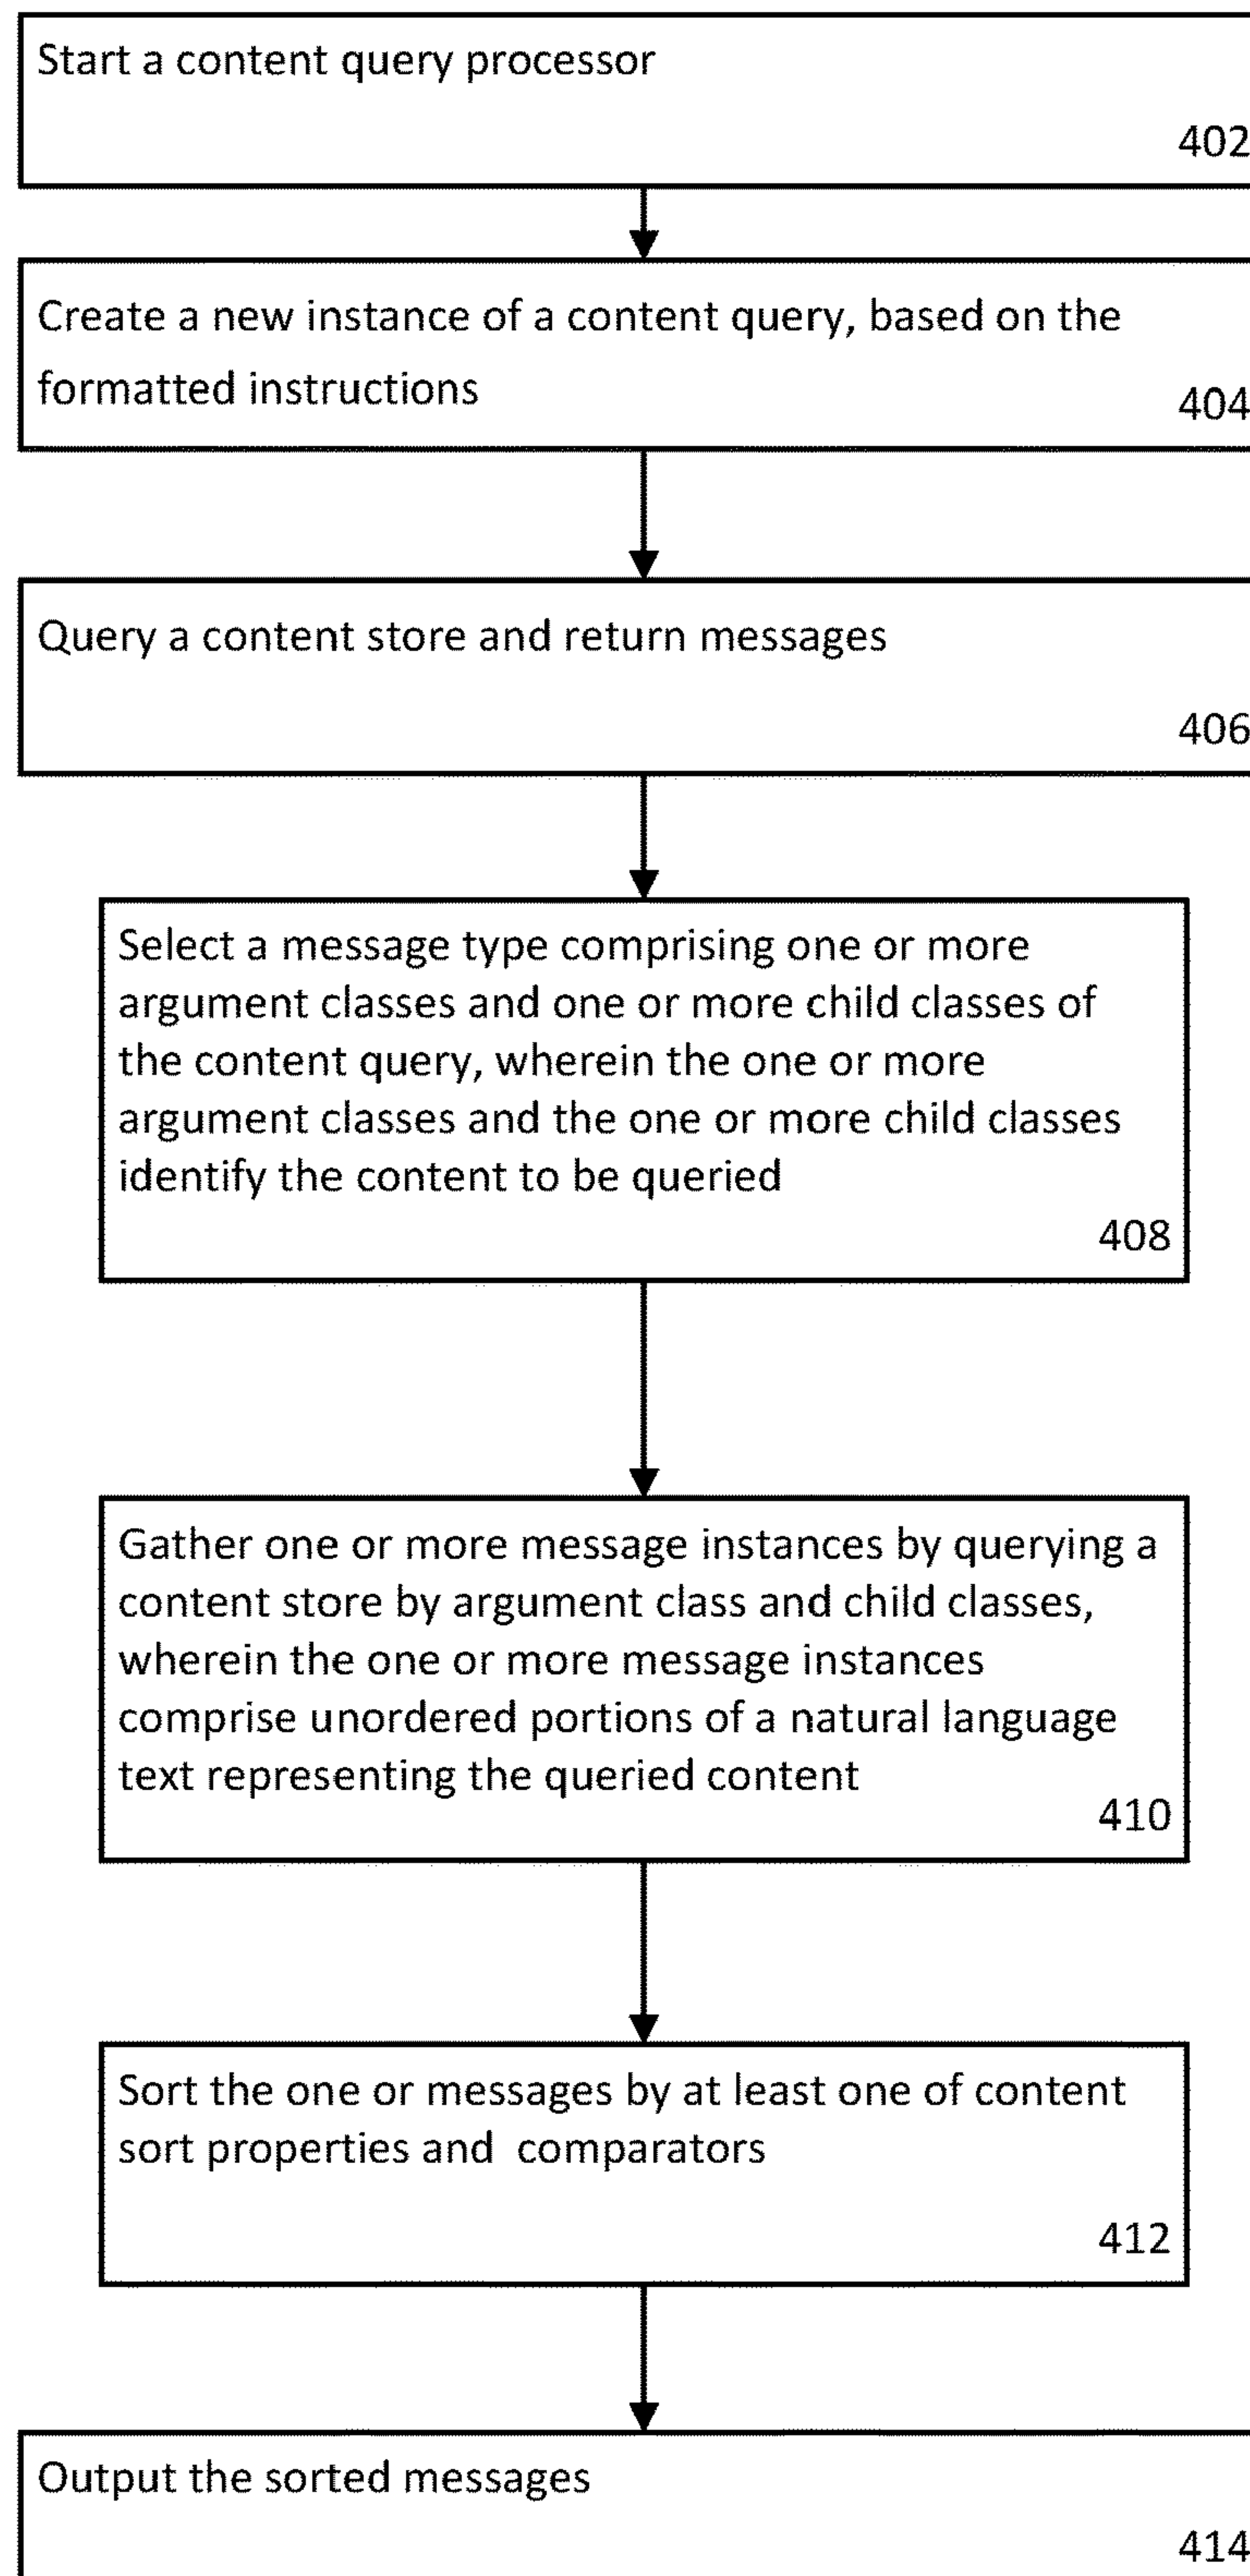 Start a content query processor
402
Create a new instance of a content query, based on the
formatted instructions
404
Query a content store and return messages
406
Select a message type comprising one or more
argument classes and one or more child classes of
the content query, wherein the one or more
argument classes and the one or more child classes
identify the content to be queried
408
Gather one or more message instances by querying a
content store by argument class and child classes,
wherein the one or more message instances
comprise unordered portions of a natural language
text representing the queried content
410
Sort the one or messages by at least one of content
sort properties and  comparators
412
Output the sorted messages
414